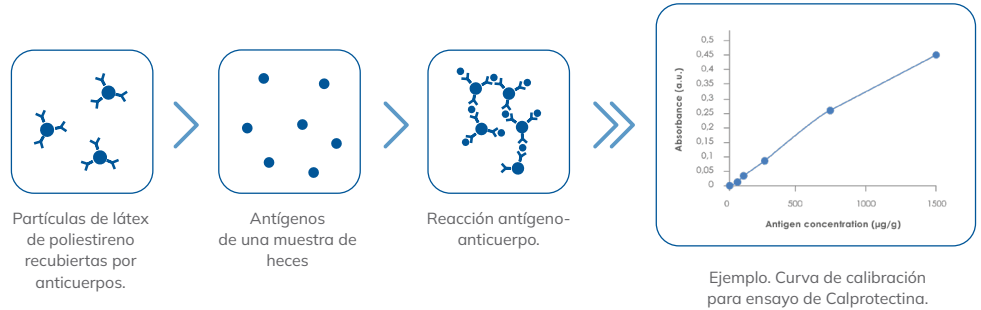 Partículas de látex
de poliestireno
recubiertas por
anticuerpos.
Antígenos
de una muestra de
heces
Reacción antígeno-
anticuerpo.
Absorbance (a.u.)
0,5
0,45
0,4
0,35
0,3
0,25
0,2
0,15
0,1
0,05
0
0
500
1000
1500
Antigen concentration (µg/g)
Ejemplo. Curva de calibración
para ensayo de Calprotectina.